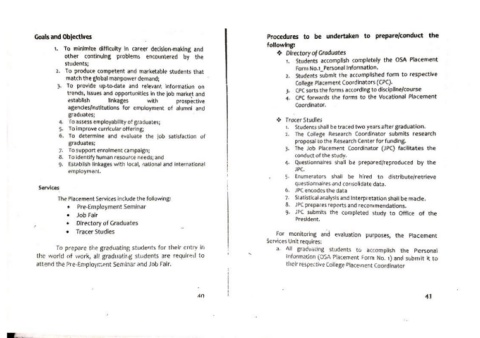 Goals and Objectives
1. To minimize difficulty in career decision-making and
other continuing problems encountered by the
students;
2. To produce competent and marketable students that
match the global manpower demand;
3. To provide up-to-date and relevant information on
trends, issues and opportunities in the job market and
establish linkages with prospective
agencies/institutions for employment of alumni and
graduates;
4. To assess employability of graduates;
5. To improve curricular offering;
6. To determine and evaluate the job satisfaction of
graduates;
7. To support enrolment campaign;
8. To identify human resource needs; and
9. Establish linkages with local, national and international
employment.
Services
The Placement Services include the following:
• Pre-Employment Seminar
• Job Fair
• Directory of Graduates
• Tracer Studies
To prepare the graduating students for their entry in
the world of work, all graduating students are required to
attend the Pre-Employment Seminar and Job Fair.
40
Procedures to be undertaken to prepare/conduct the
following:
❖ Directory of Graduates
1. Students accomplish completely the OSA Placement
Form No.1_Personal Information.
2. Students submit the accomplished form to respective
College Placement Coordinators (CPC).
3. CPC sorts the forms according to discipline/course
4. CPC forwards the forms to the Vocational Placement
Coordinator.
❖ Tracer Studies
1. Students shall be traced two years after graduation.
2. The College Research Coordinator submits research
proposal to the Research Center for funding.
3. The Job Placement Coordinator (JPC) facilitates the
conduct of the study.
4. Questionnaires shall be prepared/reproduced by the
JPC.
5. Enumerators shall be hired to distribute/retrieve
questionnaires and consolidate data.
6. JPC encodes the data
7. Statistical analysis and interpretation shall be made.
8. JPC prepares reports and recommendations.
9. JPC submits the completed study to Office of the
President.
For monitoring and evaluation purposes, the Placement
Services Unit requires:
a. All graduating students to accomplish the Personal
Information (OSA Placement Form No. 1) and submit it to
their respective College Placement Coordinator
41